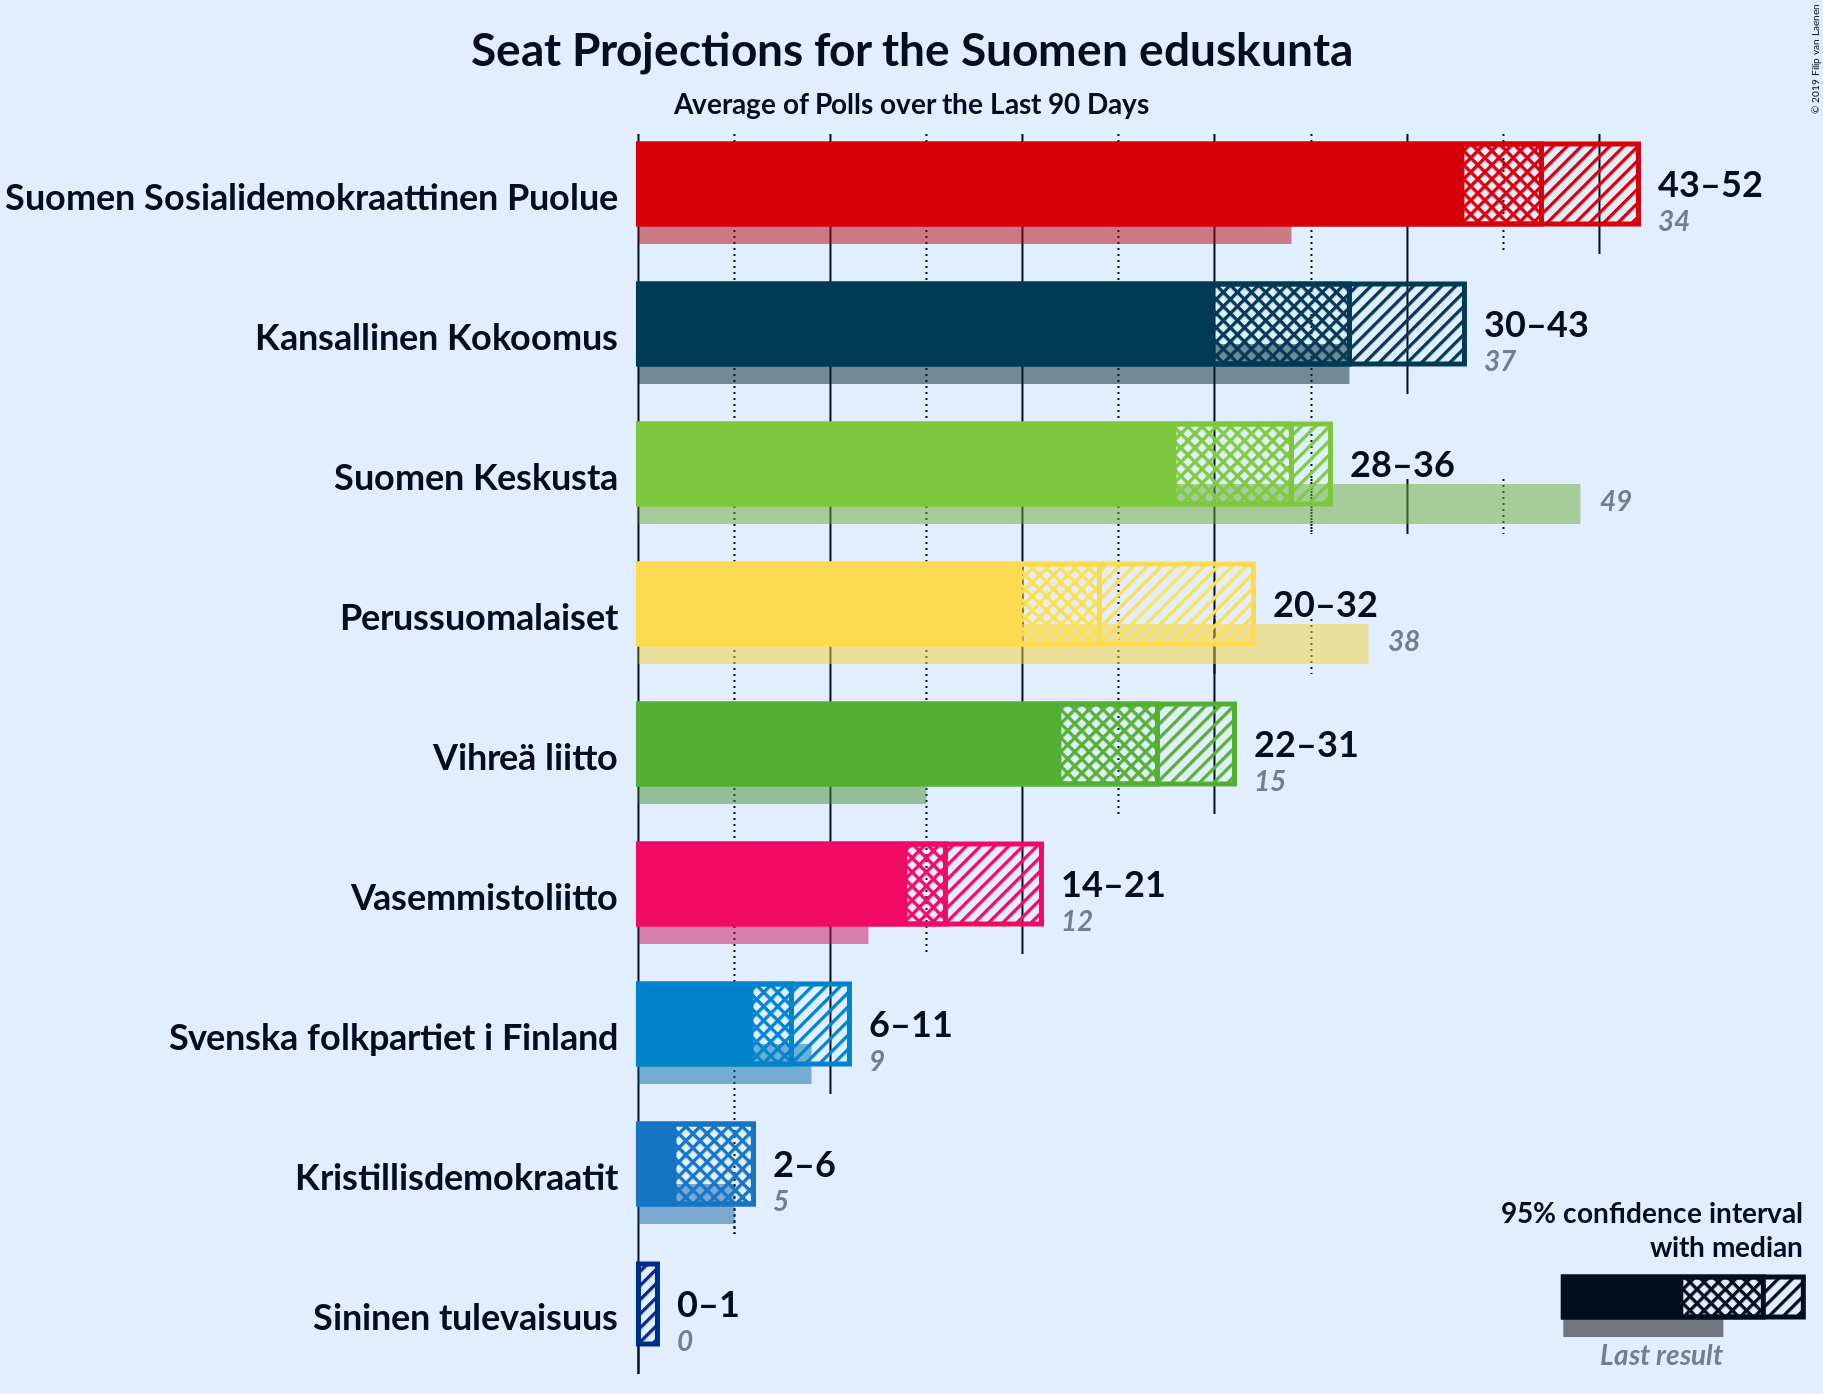 Seat Projections for the Suomen eduskunta
Average of Polls over the Last 90 Days
© 2019 Filip van Laenen
Suomen Sosialidemokraattinen Puolue
43–52
34
Kansallinen Kokoomus
30–43
37
Suomen Keskusta
28–36
49
Perussuomalaiset
20–32
38
Vihreä liitto
22–31
15
Vasemmistoliitto
14–21
12
Svenska folkpartiet i Finland
6–11
9
Kristillisdemokraatit
2–6
5
Sininen tulevaisuus
0–1
0
95% confidence interval
with median
Last result